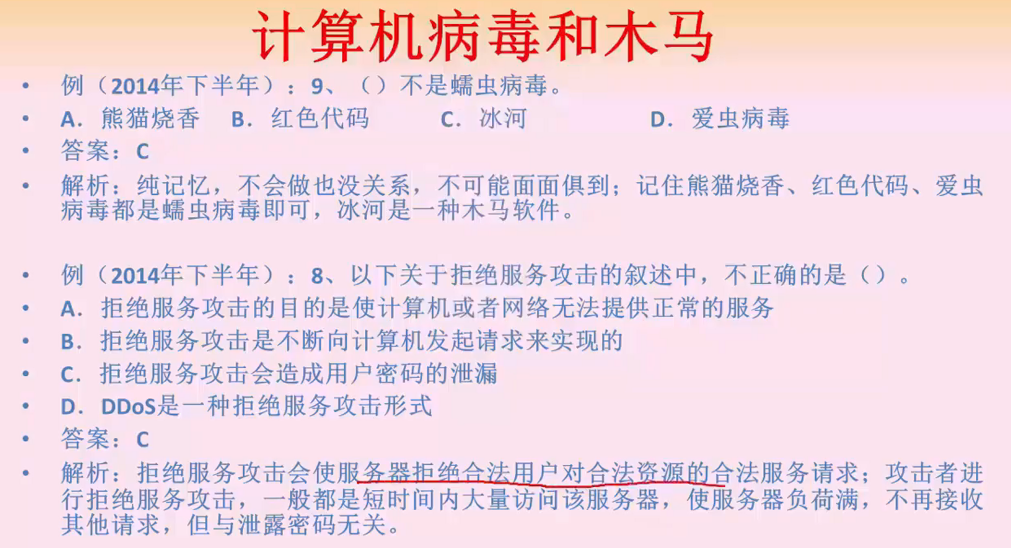 计算机病毒和木马
• 例（2014年下半年）：9、（）不是蠕虫病毒。
• A．熊猫烧香 B．红色代码 C．冰河 D．爱虫病毒
• 答案：C
• 解析：纯记忆，不会做也没关系，不可能面面俱到；记住熊猫烧香、红色代码、爱虫
病毒都是蠕虫病毒即可，冰河是一种木马软件。
• 例（2014年下半年）：8、以下关于拒绝服务攻击的叙述中，不正确的是（）。
• A．拒绝服务攻击的目的是使计算机或者网络无法提供正常的服务
• B．拒绝服务攻击是不断向计算机发起请求来实现的
• C．拒绝服务攻击会造成用户密码的泄漏
• D．DDoS是一种拒绝服务攻击形式
• 答案：C
• 解析：拒绝服务攻击会使服务器拒绝合法用户对合法资源的合法服务请求；攻击者进
行拒绝服务攻击，一般都是短时间内大量访问该服务器，使服务器负荷满，不再接收
其他请求，但与泄露密码无关。